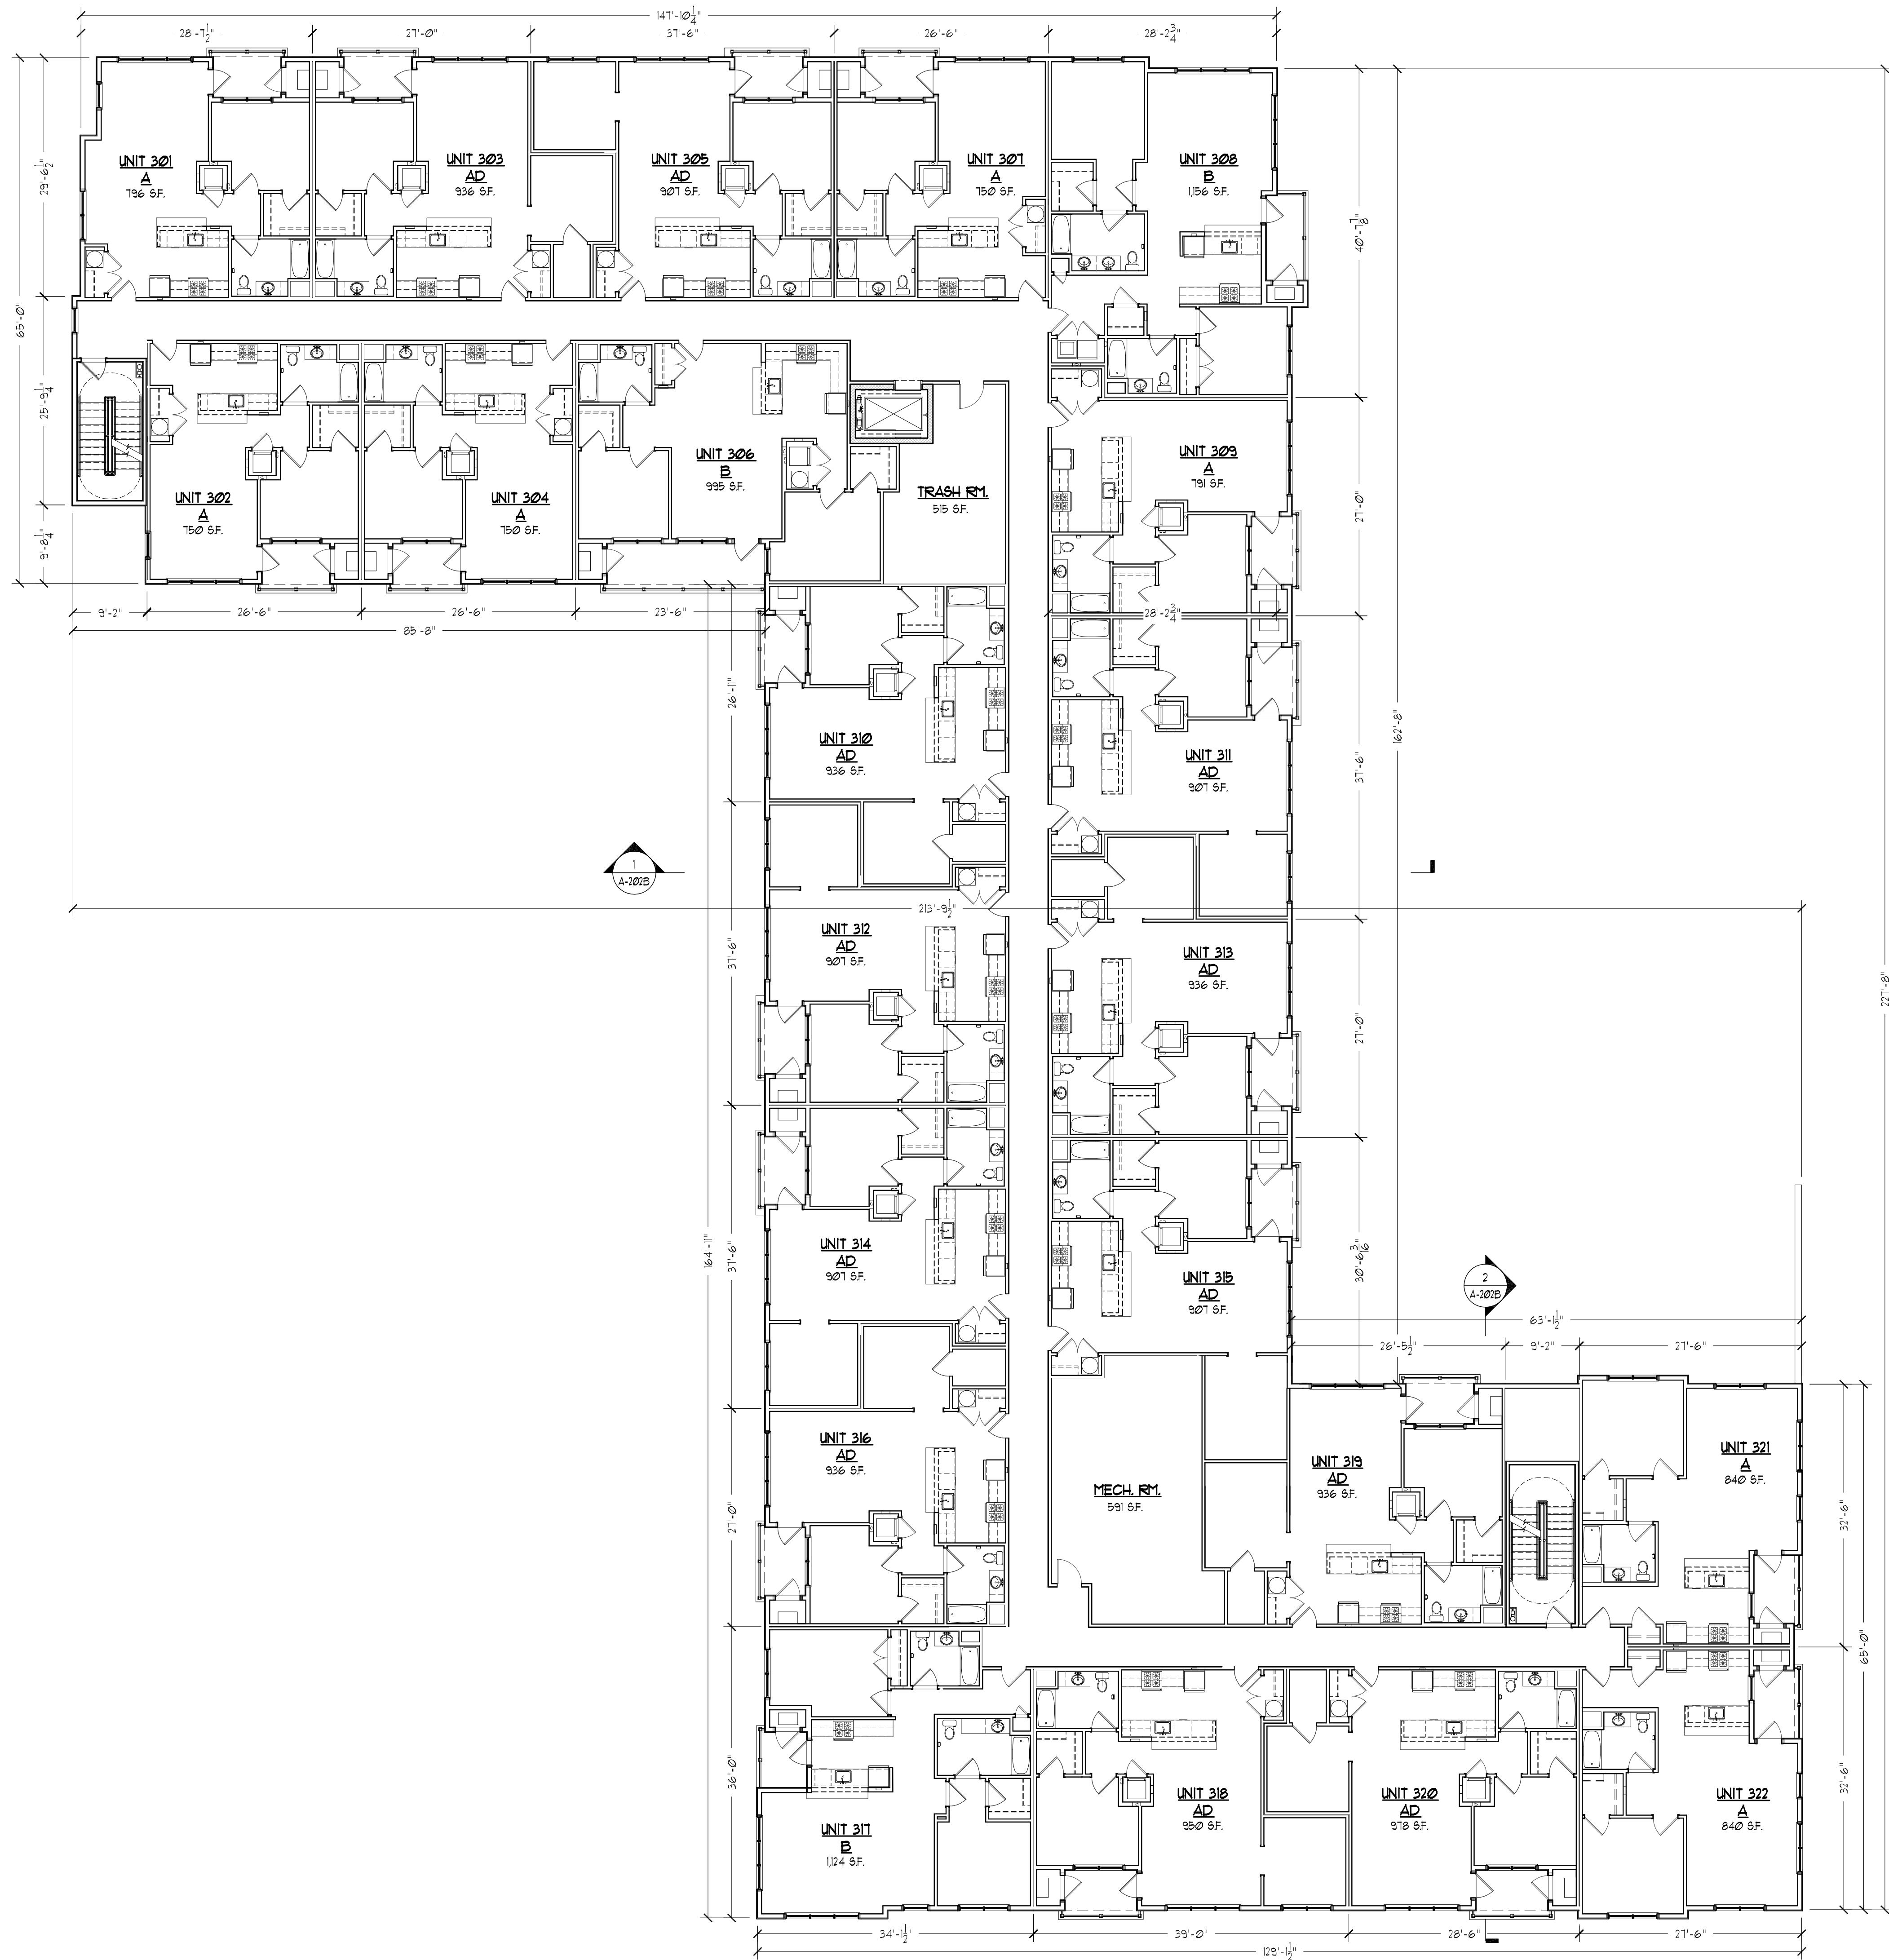 147'-10 1/4"
28'-7 1/2"
27'-0"
37'-6"
26'-6"
28'-2 3/4"
UNIT 301
A
796 S.F.
UNIT 303
AD
936 S.F.
UNIT 305
AD
907 S.F.
UNIT 307
A
750 S.F.
UNIT 308
B
1,156 S.F.
29'-6 1/2"
65'-0"
25'-9 1/4"
9'-8 1/4"
40'-7 7/8"
UNIT 302
A
750 S.F.
UNIT 304
A
750 S.F.
UNIT 306
B
995 S.F.
TRASH RM.
515 S.F.
UNIT 309
A
791 S.F.
27'-0"
9'-2"
26'-6"
26'-6"
23'-6"
28'-2 3/4"
85'-8"
26'-11"
UNIT 310
AD
936 S.F.
UNIT 311
AD
907 S.F.
37'-6"
162'-8"
1
A-202B
213'-9 1/2"
UNIT 312
AD
907 S.F.
37'-6"
UNIT 313
AD
936 S.F.
27'-0"
227'-8"
164'-11"
37'-6"
UNIT 314
AD
907 S.F.
UNIT 315
AD
907 S.F.
30'-6 3/16"
2
A-202B
63'-1 1/2"
26'-5 1/2"
9'-2"
27'-6"
UNIT 316
AD
936 S.F.
27'-0"
MECH. RM.
591 S.F.
UNIT 319
AD
936 S.F.
UNIT 321
A
840 S.F.
32'-6"
65'-0"
36'-0"
UNIT 317
B
1,124 S.F.
UNIT 318
AD
950 S.F.
UNIT 320
AD
978 S.F.
UNIT 322
A
840 S.F.
32'-6"
34'-1 1/2"
39'-0"
28'-6"
27'-6"
129'-1 1/2"